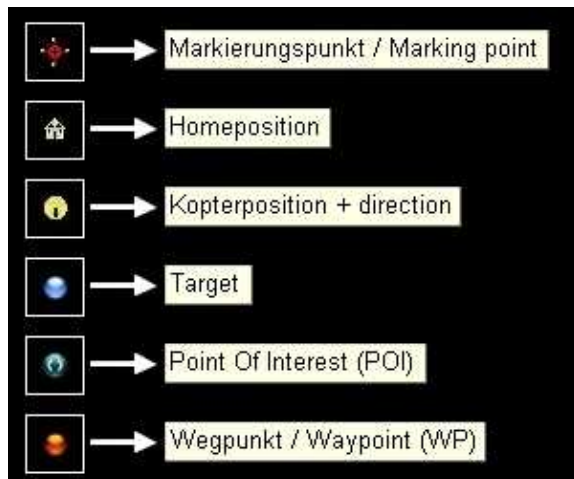 Markierungspunkt / Marking point
Homeposition
Kopterposition + direction
Target
Point Of Interest (POI)
Wegpunkt / Waypoint (WP)